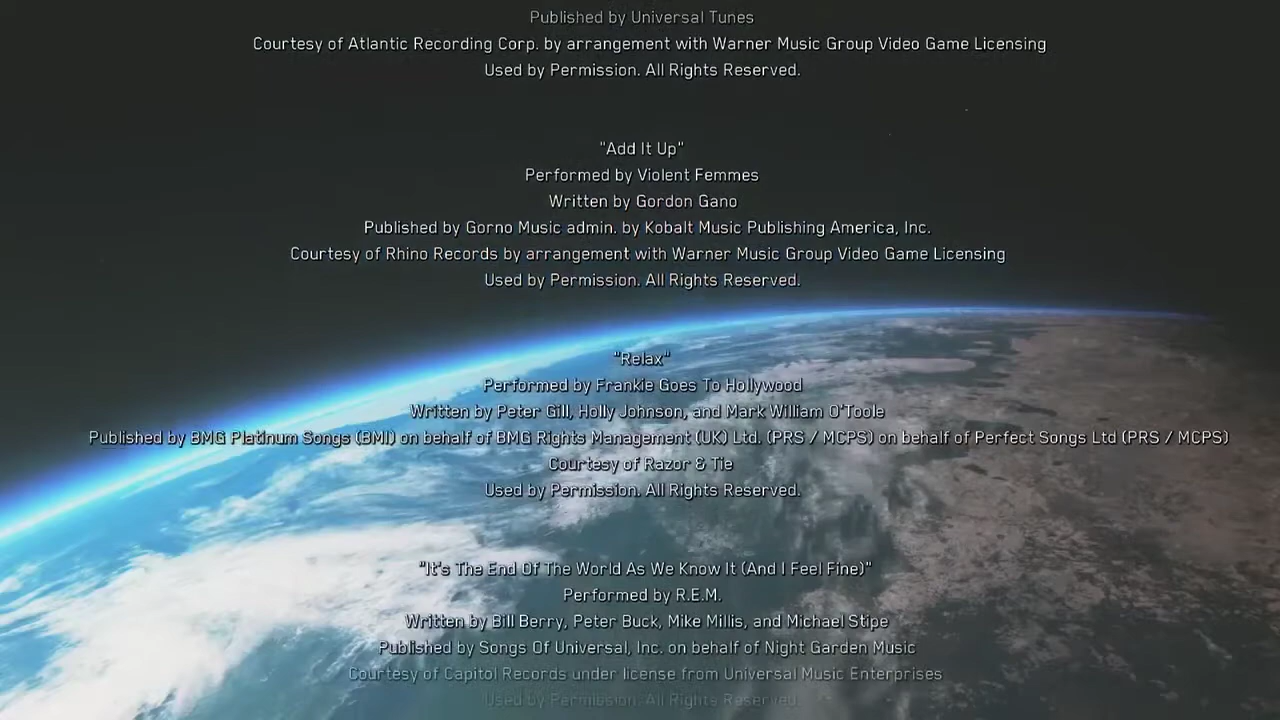 Published by Universal Tunes
Courtesy of Atlantic Recording Corp. by arrangement with Warner Music Group Video Game Licensing
Used by Permission. All Rights Reserved.
"Add It Up"
Performed by Violent Femmes
Written by Gordon Gano
Published by Gorno Music admin. by Kobalt Music Publishing America, Inc.
Courtesy of Rhino Records by arrangement with Warner Music Group Video Game Licensing
Used by Permission. All Rights Reserved.
"Relax"
Performed by Frankie Goes To Hollywood
Written by Peter Gill, Holly Johnson, and Mark William O'Toole
Published by BMG Platinum Songs (BMI) on behalf of BMG Rights Management (UK) Ltd. (PRS / MCPS) on behalf of Perfect Songs Ltd (PRS / MCPS)
Courtesy of Razor & Tie
Used by Permission. All Rights Reserved.
"It's The End Of The World As We Know It (And I Feel Fine)"
Performed by R.E.M.
Written by Bill Berry, Peter Buck, Mike Millis, and Michael Stipe
Published by Songs Of Universal, Inc. on behalf of Night Garden Music
Courtesy of Capitol Records under license from Universal Music Enterprises
Used by Permission. All Rights Reserved.